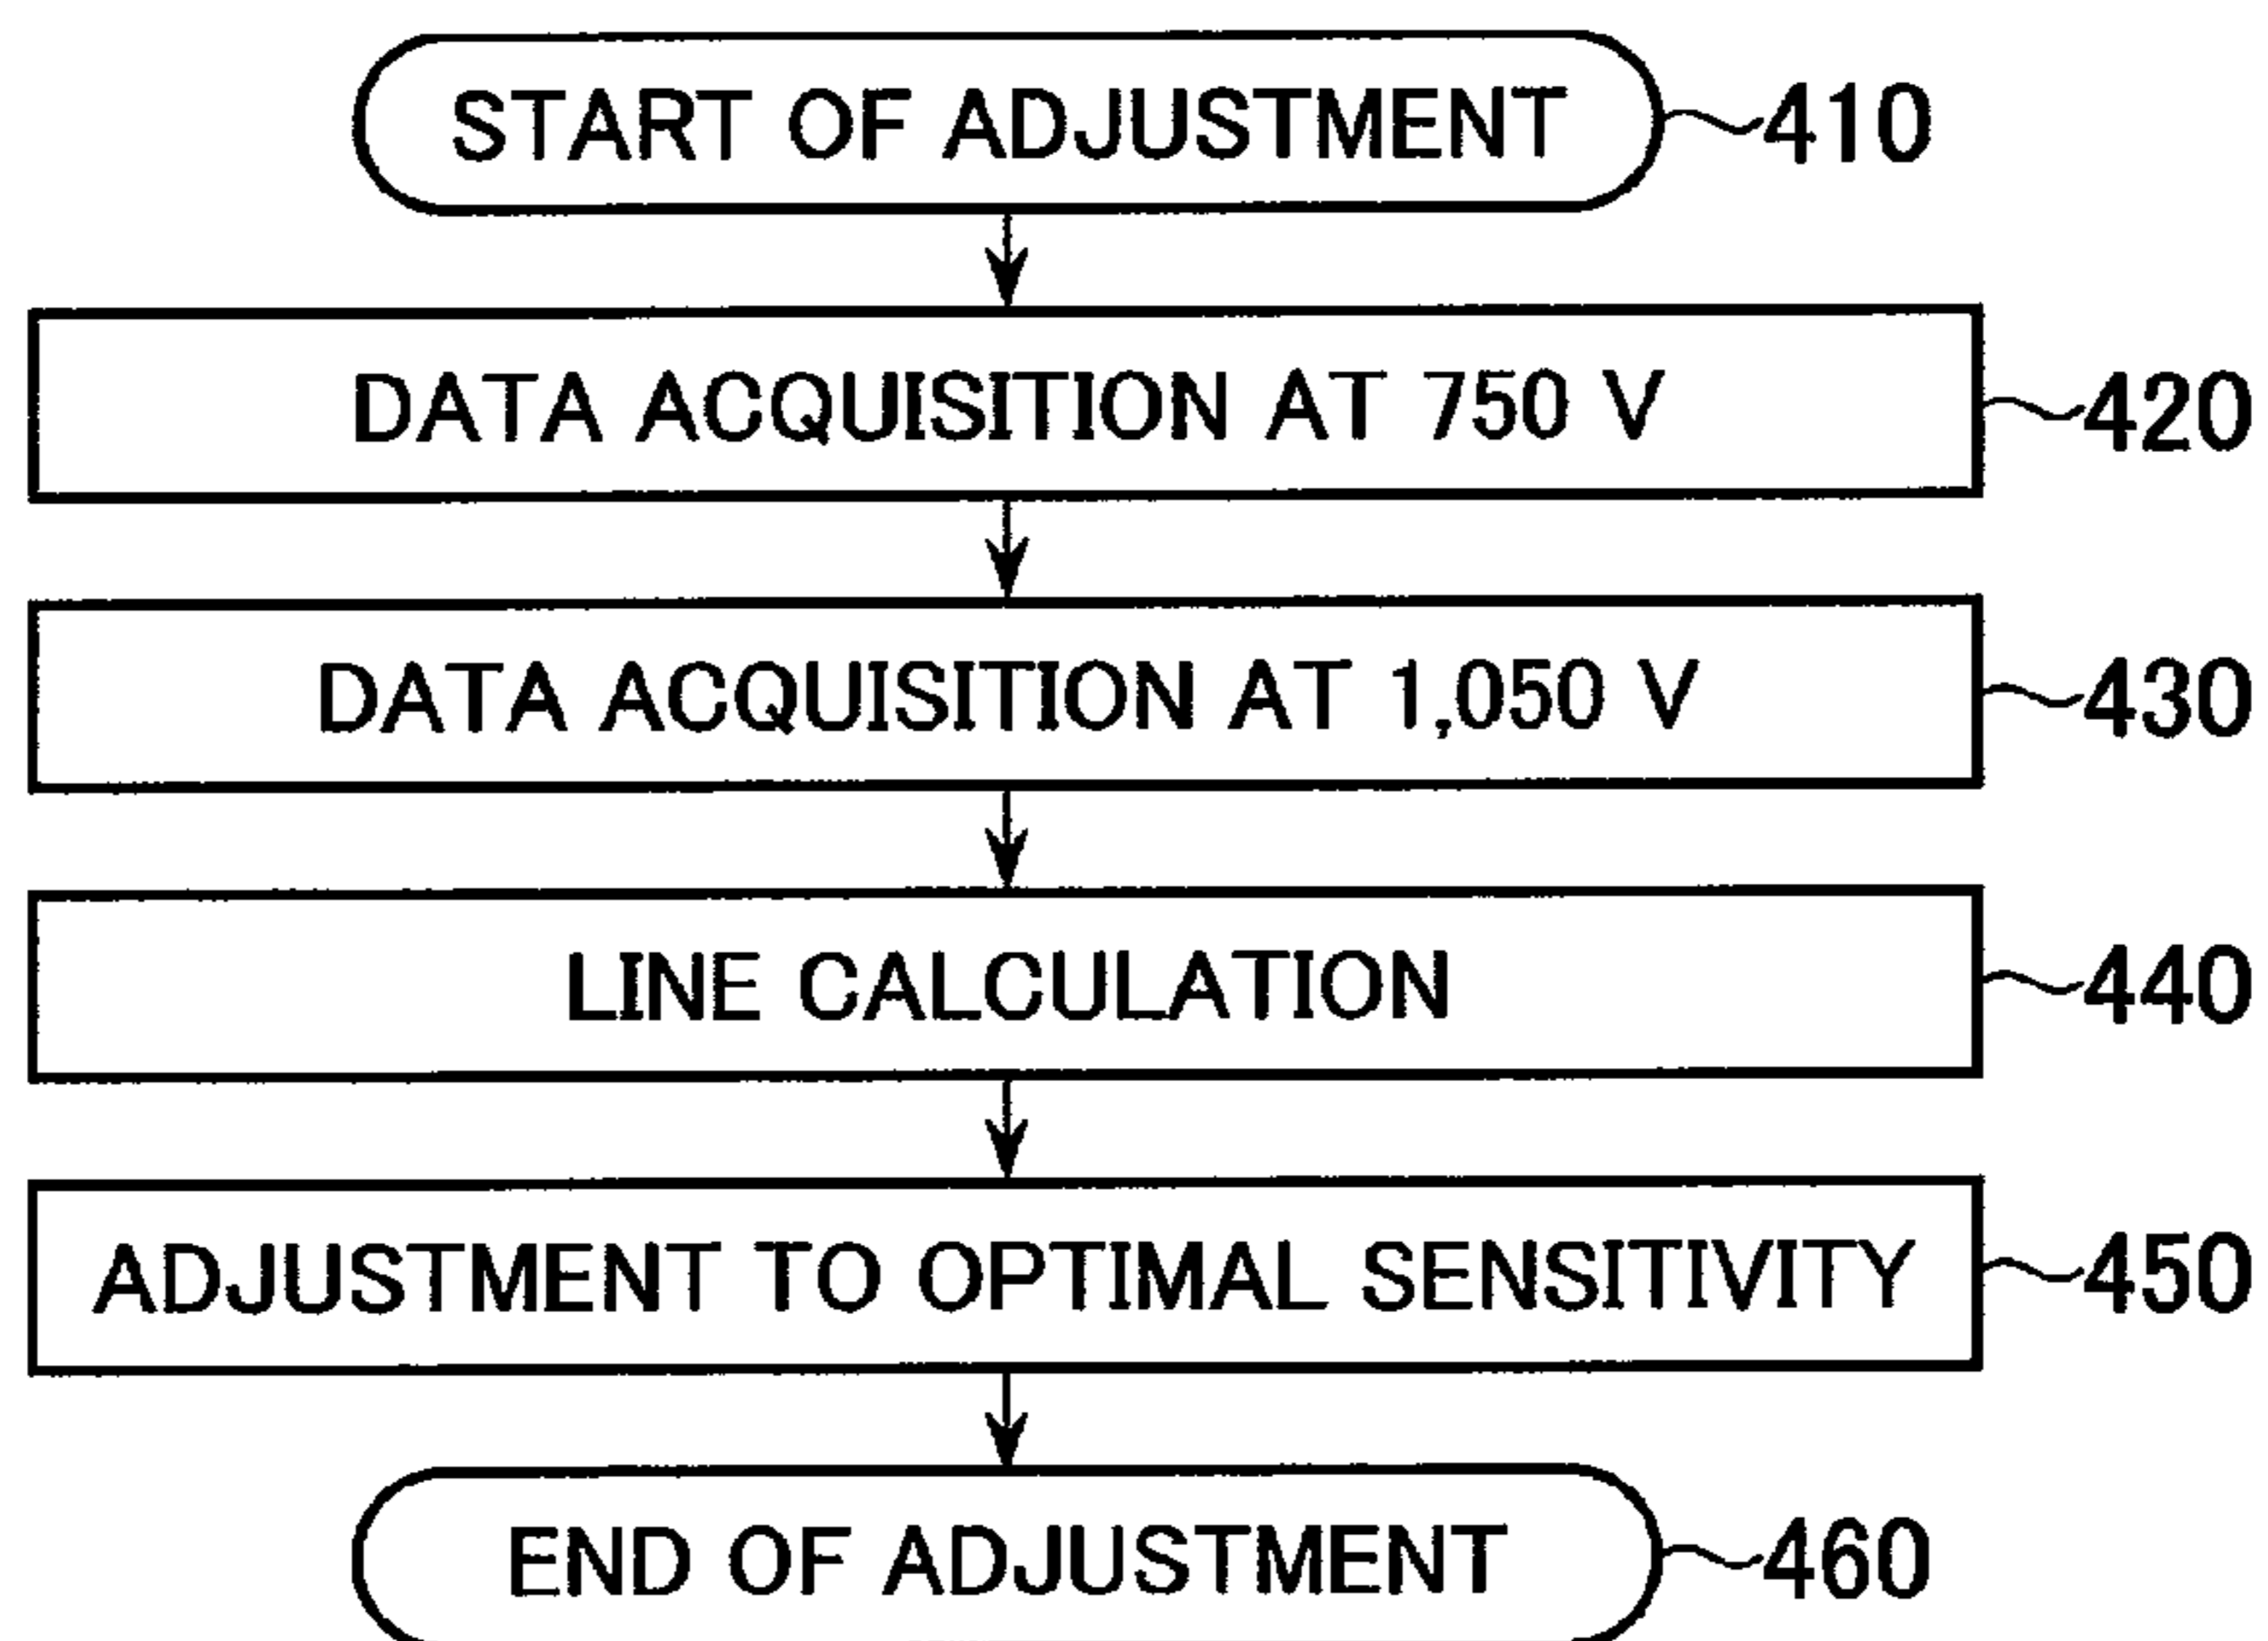 START OF ADJUSTMENT 410
DATA ACQUISITION AT 750 V 420
DATA ACQUISITION AT 1,050 V 430
LINE CALCULATION 440
ADJUSTMENT TO OPTIMAL SENSITIVITY 450
END OF ADJUSTMENT 460